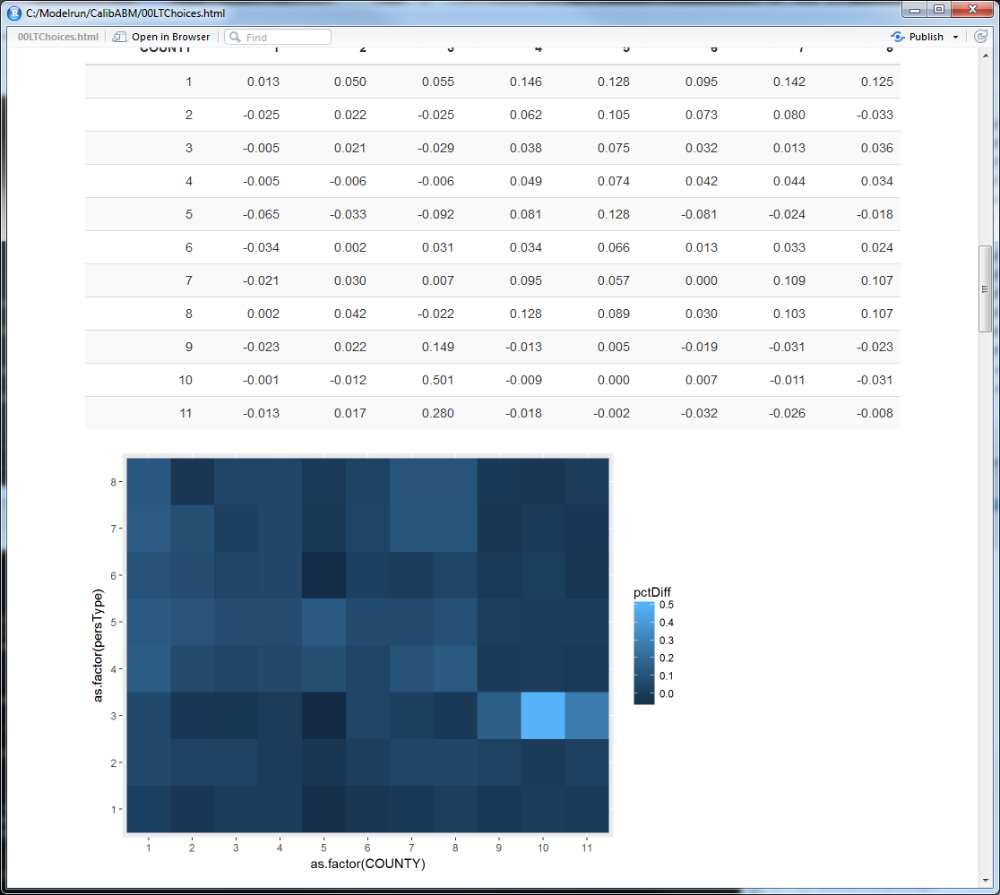 C:/Modelrun/CalibABM/00LTChoices.html
00LTChoices.html Open in Browser Find Publish
COUNTY 1 2 3 4 5 6 7 8
1 0.013 0.050 0.055 0.146 0.128 0.095 0.142 0.125
2 -0.025 0.022 -0.025 0.062 0.105 0.073 0.080 -0.033
3 -0.005 0.021 -0.029 0.038 0.075 0.032 0.013 0.036
4 -0.005 -0.006 -0.006 0.049 0.074 0.042 0.044 0.034
5 -0.065 -0.033 -0.092 0.081 0.128 -0.081 -0.024 -0.018
6 -0.034 0.002 0.031 0.034 0.066 0.013 0.033 0.024
7 -0.021 0.030 0.007 0.095 0.057 0.000 0.109 0.107
8 0.002 0.042 -0.022 0.128 0.089 0.030 0.103 0.107
9 -0.023 0.022 0.149 -0.013 0.005 -0.019 -0.031 -0.023
10 -0.001 -0.012 0.501 -0.009 0.000 0.007 -0.011 -0.031
11 -0.013 0.017 0.280 -0.018 -0.002 -0.032 -0.026 -0.008
as.factor(persType)
8
7
6
5
4
3
2
1
1 2 3 4 5 6 7 8 9 10 11
as.factor(COUNTY)
pctDiff
0.5
0.4
0.3
0.2
0.1
0.0